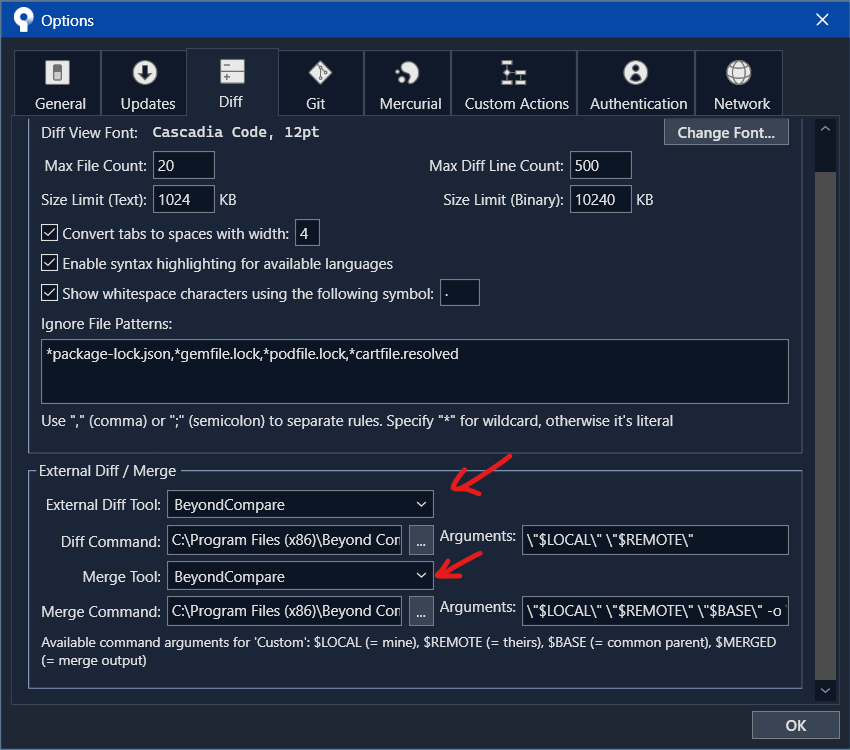 Options
General Updates Diff Git Mercurial Custom Actions Authentication Network
Diff View Font: Cascadia Code, 12pt Change Font...
Max File Count: 20 Max Diff Line Count: 500
Size Limit (Text): 1024 KB Size Limit (Binary): 10240 KB
Convert tabs to spaces with width: 4
Enable syntax highlighting for available languages
Show whitespace characters using the following symbol: .
Ignore File Patterns:
*package-lock.json,*gemfile.lock,*podfile.lock,*cartfile.resolved
Use "," (comma) or ";" (semicolon) to separate rules. Specify "*" for wildcard, otherwise it's literal
External Diff / Merge
External Diff Tool: BeyondCompare
Diff Command: C:\Program Files (x86)\Beyond Con ... Arguments: \"$LOCAL\" \"$REMOTE\"
Merge Tool: BeyondCompare
Merge Command: C:\Program Files (x86)\Beyond Con ... Arguments: \"$LOCAL\" \"$REMOTE\" \"$BASE\" -o
Available command arguments for 'Custom': $LOCAL (= mine), $REMOTE (= theirs), $BASE (= common parent), $MERGED
(= merge output)
OK